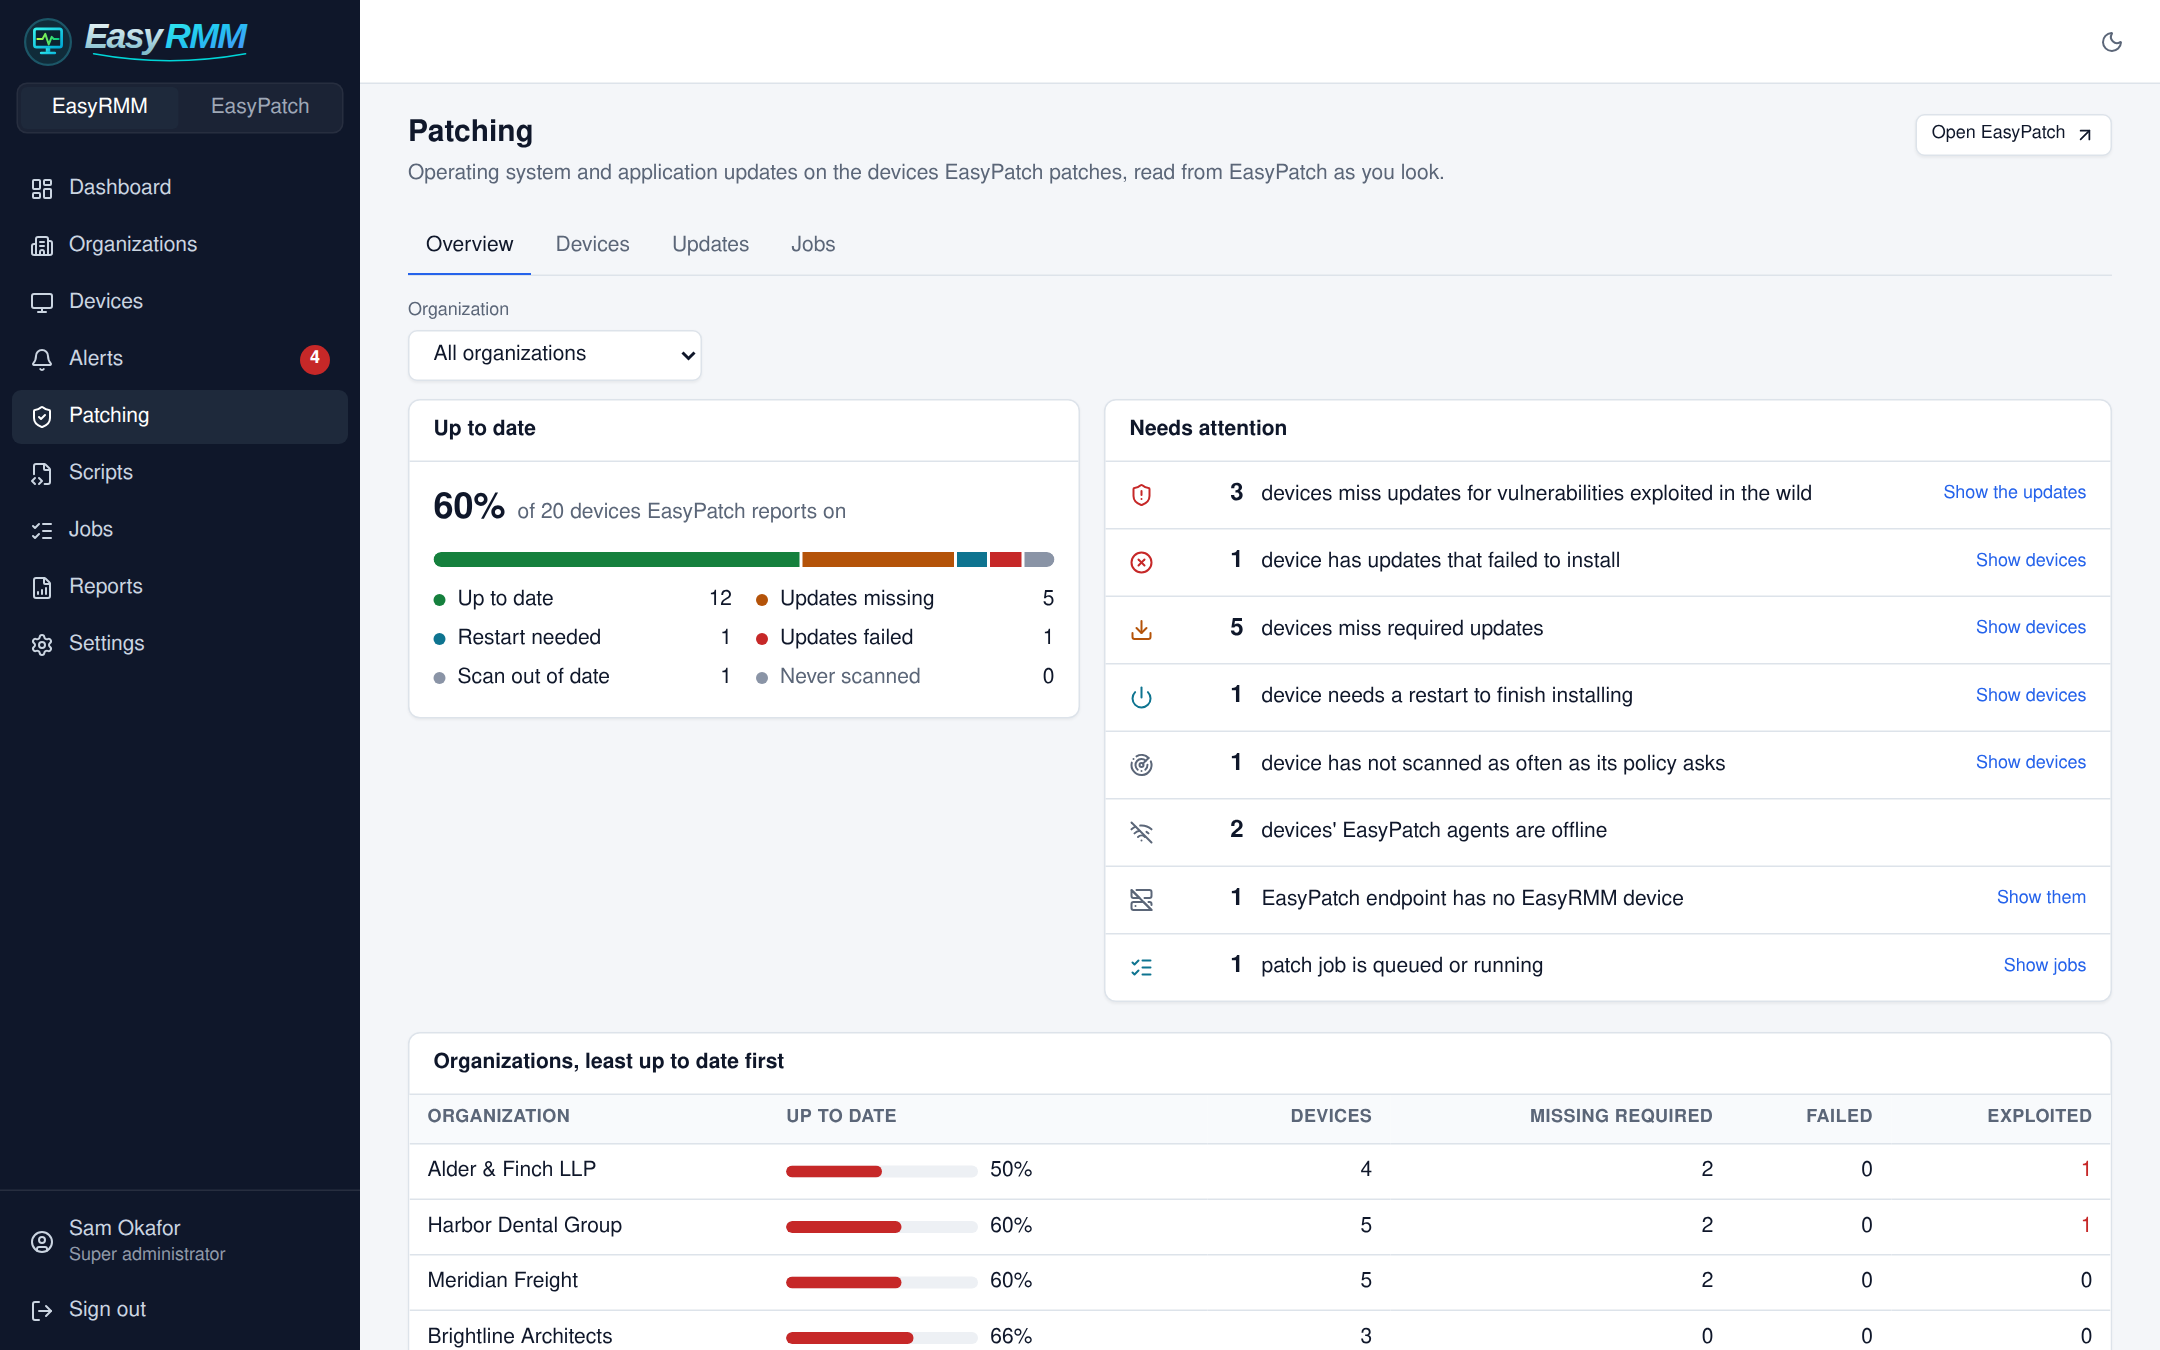 EasyRMM
EasyRMM
EasyPatch
Dashboard
Organizations
Devices
Alerts
4
Patching
Scripts
Jobs
Reports
Settings
Sam Okafor
Super administrator
Sign out
Patching
Operating system and application updates on the devices EasyPatch patches, read from EasyPatch as you look.
Open EasyPatch
Overview
Devices
Updates
Jobs
Organization
All organizations
Up to date
60% of 20 devices EasyPatch reports on
Up to date 12
Updates missing 5
Restart needed 1
Updates failed 1
Scan out of date 1
Never scanned 0
Needs attention
3 devices miss updates for vulnerabilities exploited in the wild Show the updates
1 device has updates that failed to install Show devices
5 devices miss required updates Show devices
1 device needs a restart to finish installing Show devices
1 device has not scanned as often as its policy asks Show devices
2 devices' EasyPatch agents are offline
1 EasyPatch endpoint has no EasyRMM device Show them
1 patch job is queued or running Show jobs
Organizations, least up to date first
ORGANIZATION UP TO DATE DEVICES MISSING REQUIRED FAILED EXPLOITED
Alder & Finch LLP 50% 4 2 0 1
Harbor Dental Group 60% 5 2 0 1
Meridian Freight 60% 5 2 0 0
Brightline Architects 66% 3 0 0 0